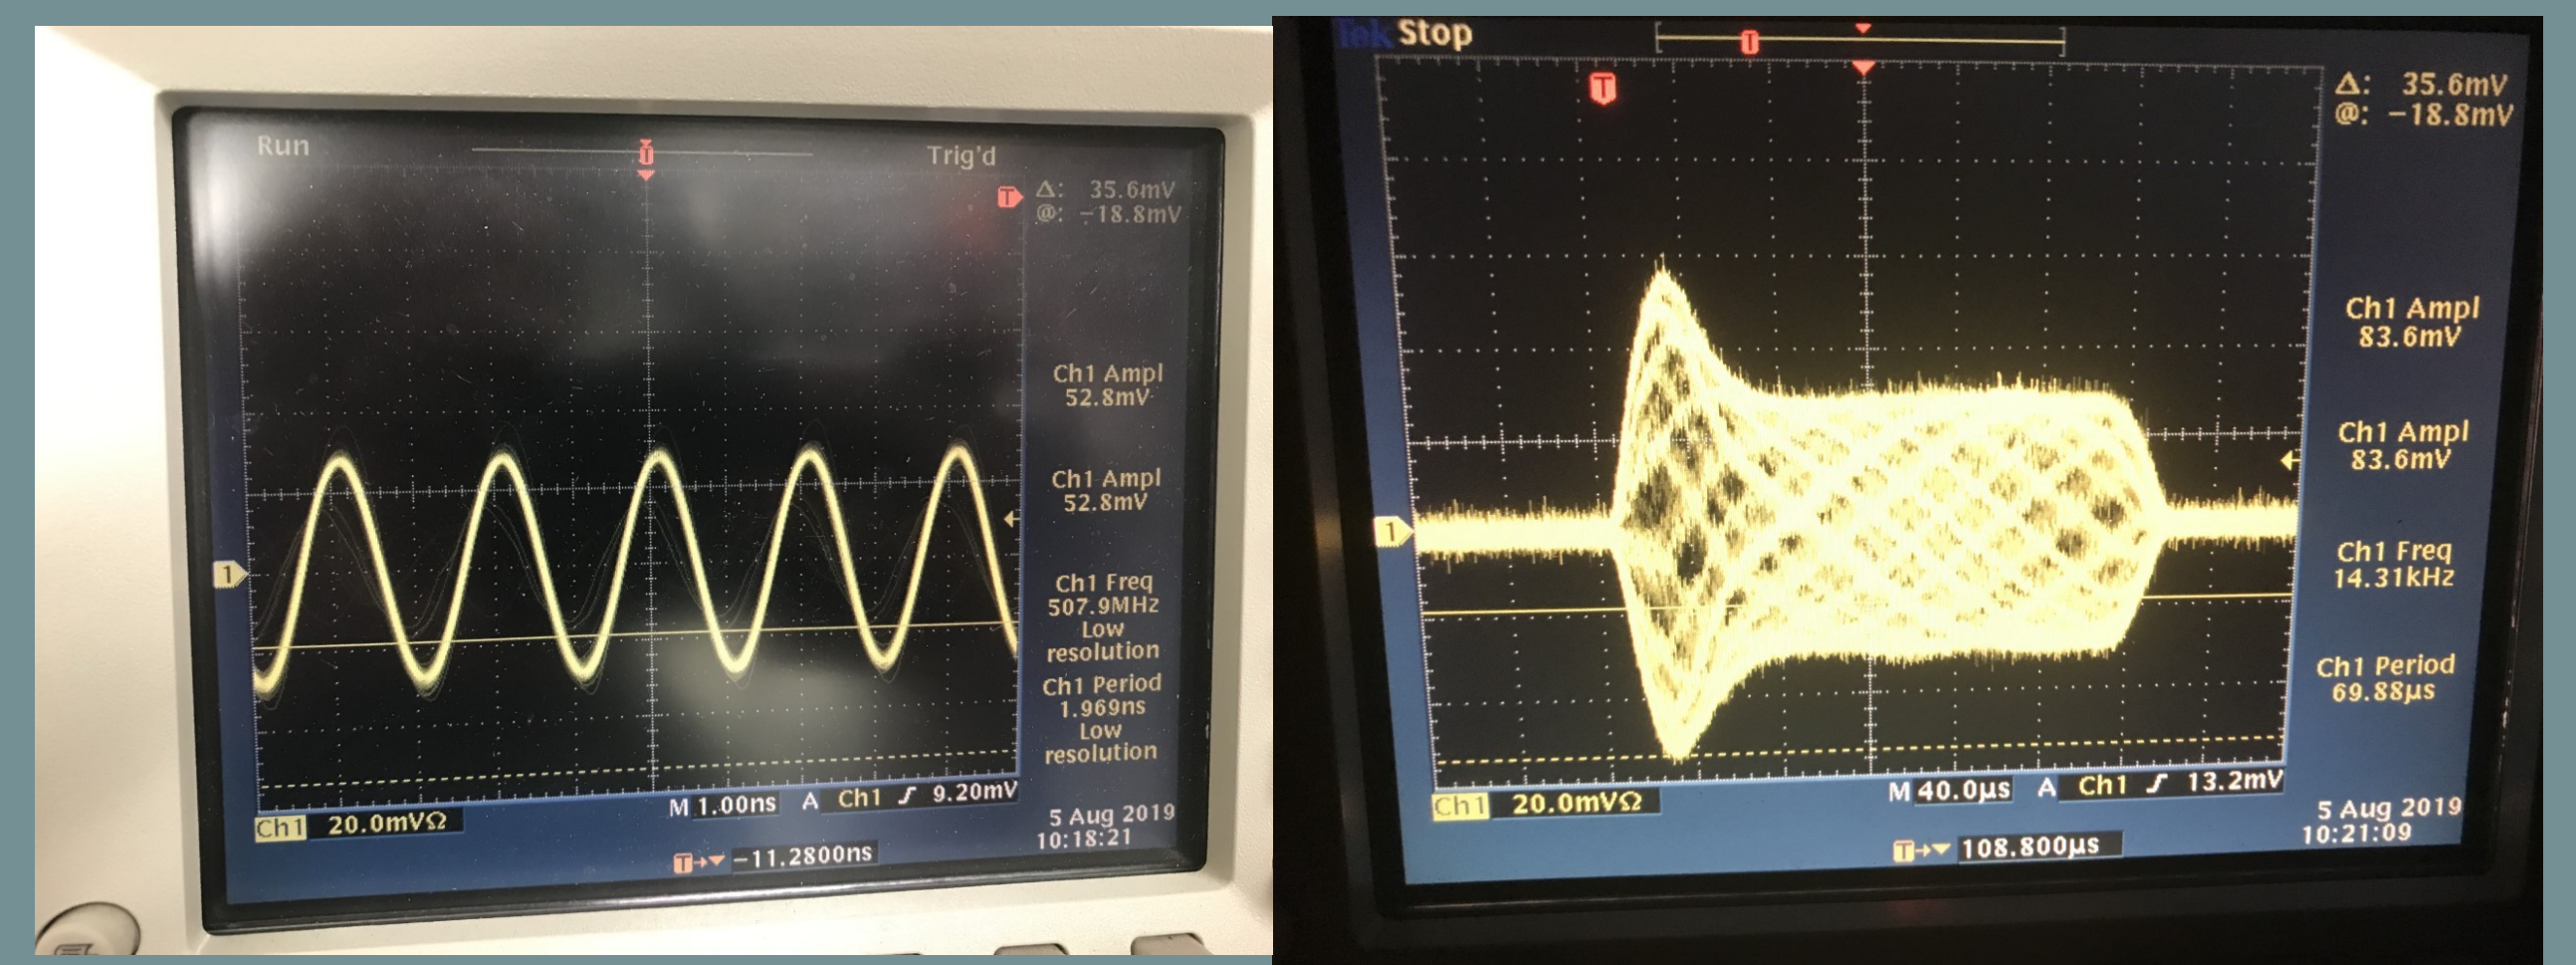 Run
Trig'd
T
T
Δ: 35.6mV
@: -18.8mV
Ch1 Ampl
52.8mV
Ch1 Ampl
52.8mV
Ch1 Freq
507.9MHz
Low
resolution
Ch1 Period
1.969ns
Low
resolution
1
M 1.00ns A Ch1 ʃ 9.20mV
Ch1 20.0mVΩ
5 Aug 2019
10:18:21
T→▼ -11.2800ns
Tek Stop
T
T
Δ: 35.6mV
@: -18.8mV
Ch1 Ampl
83.6mV
Ch1 Ampl
83.6mV
Ch1 Freq
14.31kHz
Ch1 Period
69.88µs
1
Ch1 20.0mVΩ M 40.0µs A Ch1 ʃ 13.2mV
5 Aug 2019
10:21:09
T→▼ 108.800µs